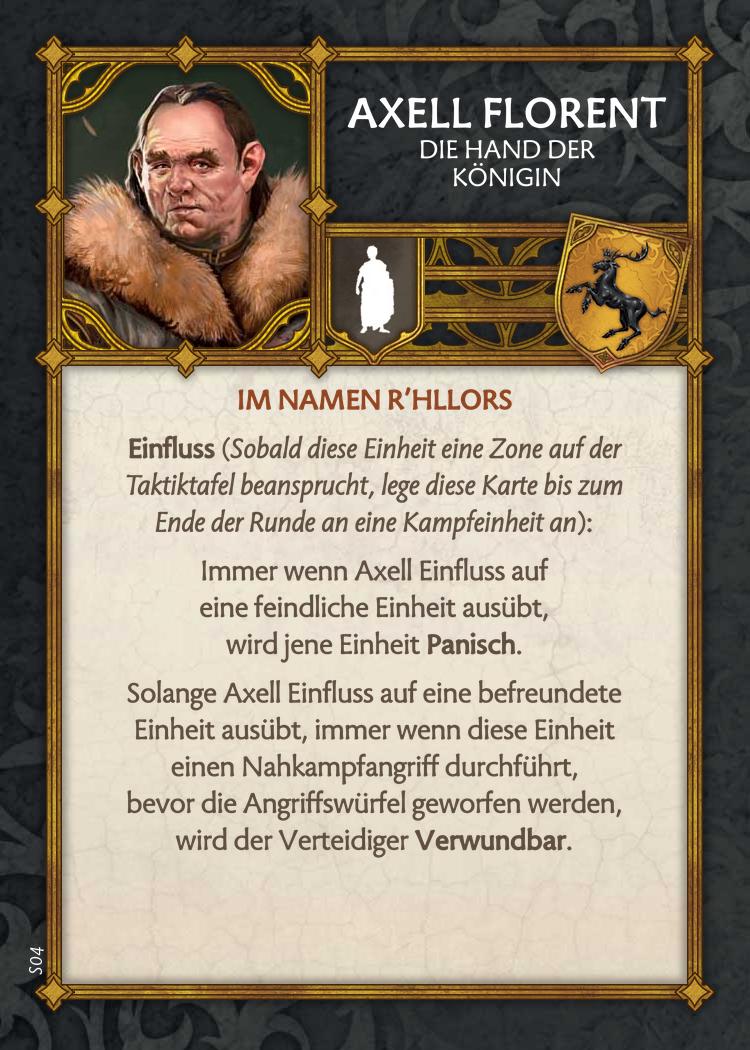 AXELL FLORENT
DIE HAND DER
KÖNIGIN
IM NAMEN R'HLLORS
Einfluss (Sobald diese Einheit eine Zone auf der
Taktiktafel beansprucht, lege diese Karte bis zum
Ende der Runde an eine Kampfeinheit an):
Immer wenn Axell Einfluss auf
eine feindliche Einheit ausübt,
wird jene Einheit Panisch.
Solange Axell Einfluss auf eine befreundete
Einheit ausübt, immer wenn diese Einheit
einen Nahkampfangriff durchführt,
bevor die Angriffswürfel geworfen werden,
wird der Verteidiger Verwundbar.
S04